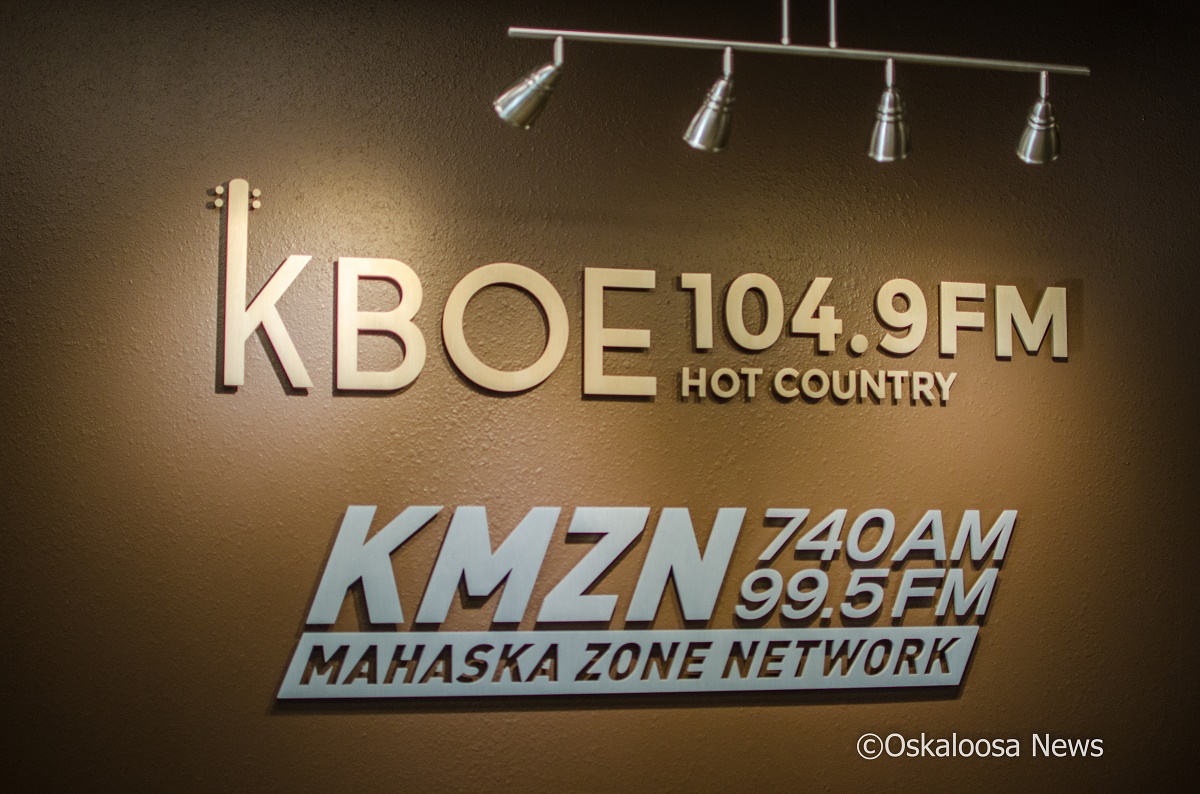 KBOE 104.9FM
HOT COUNTRY
KMZN 740AM
99.5FM
MAHASKA ZONE NETWORK
©Oskaloosa News